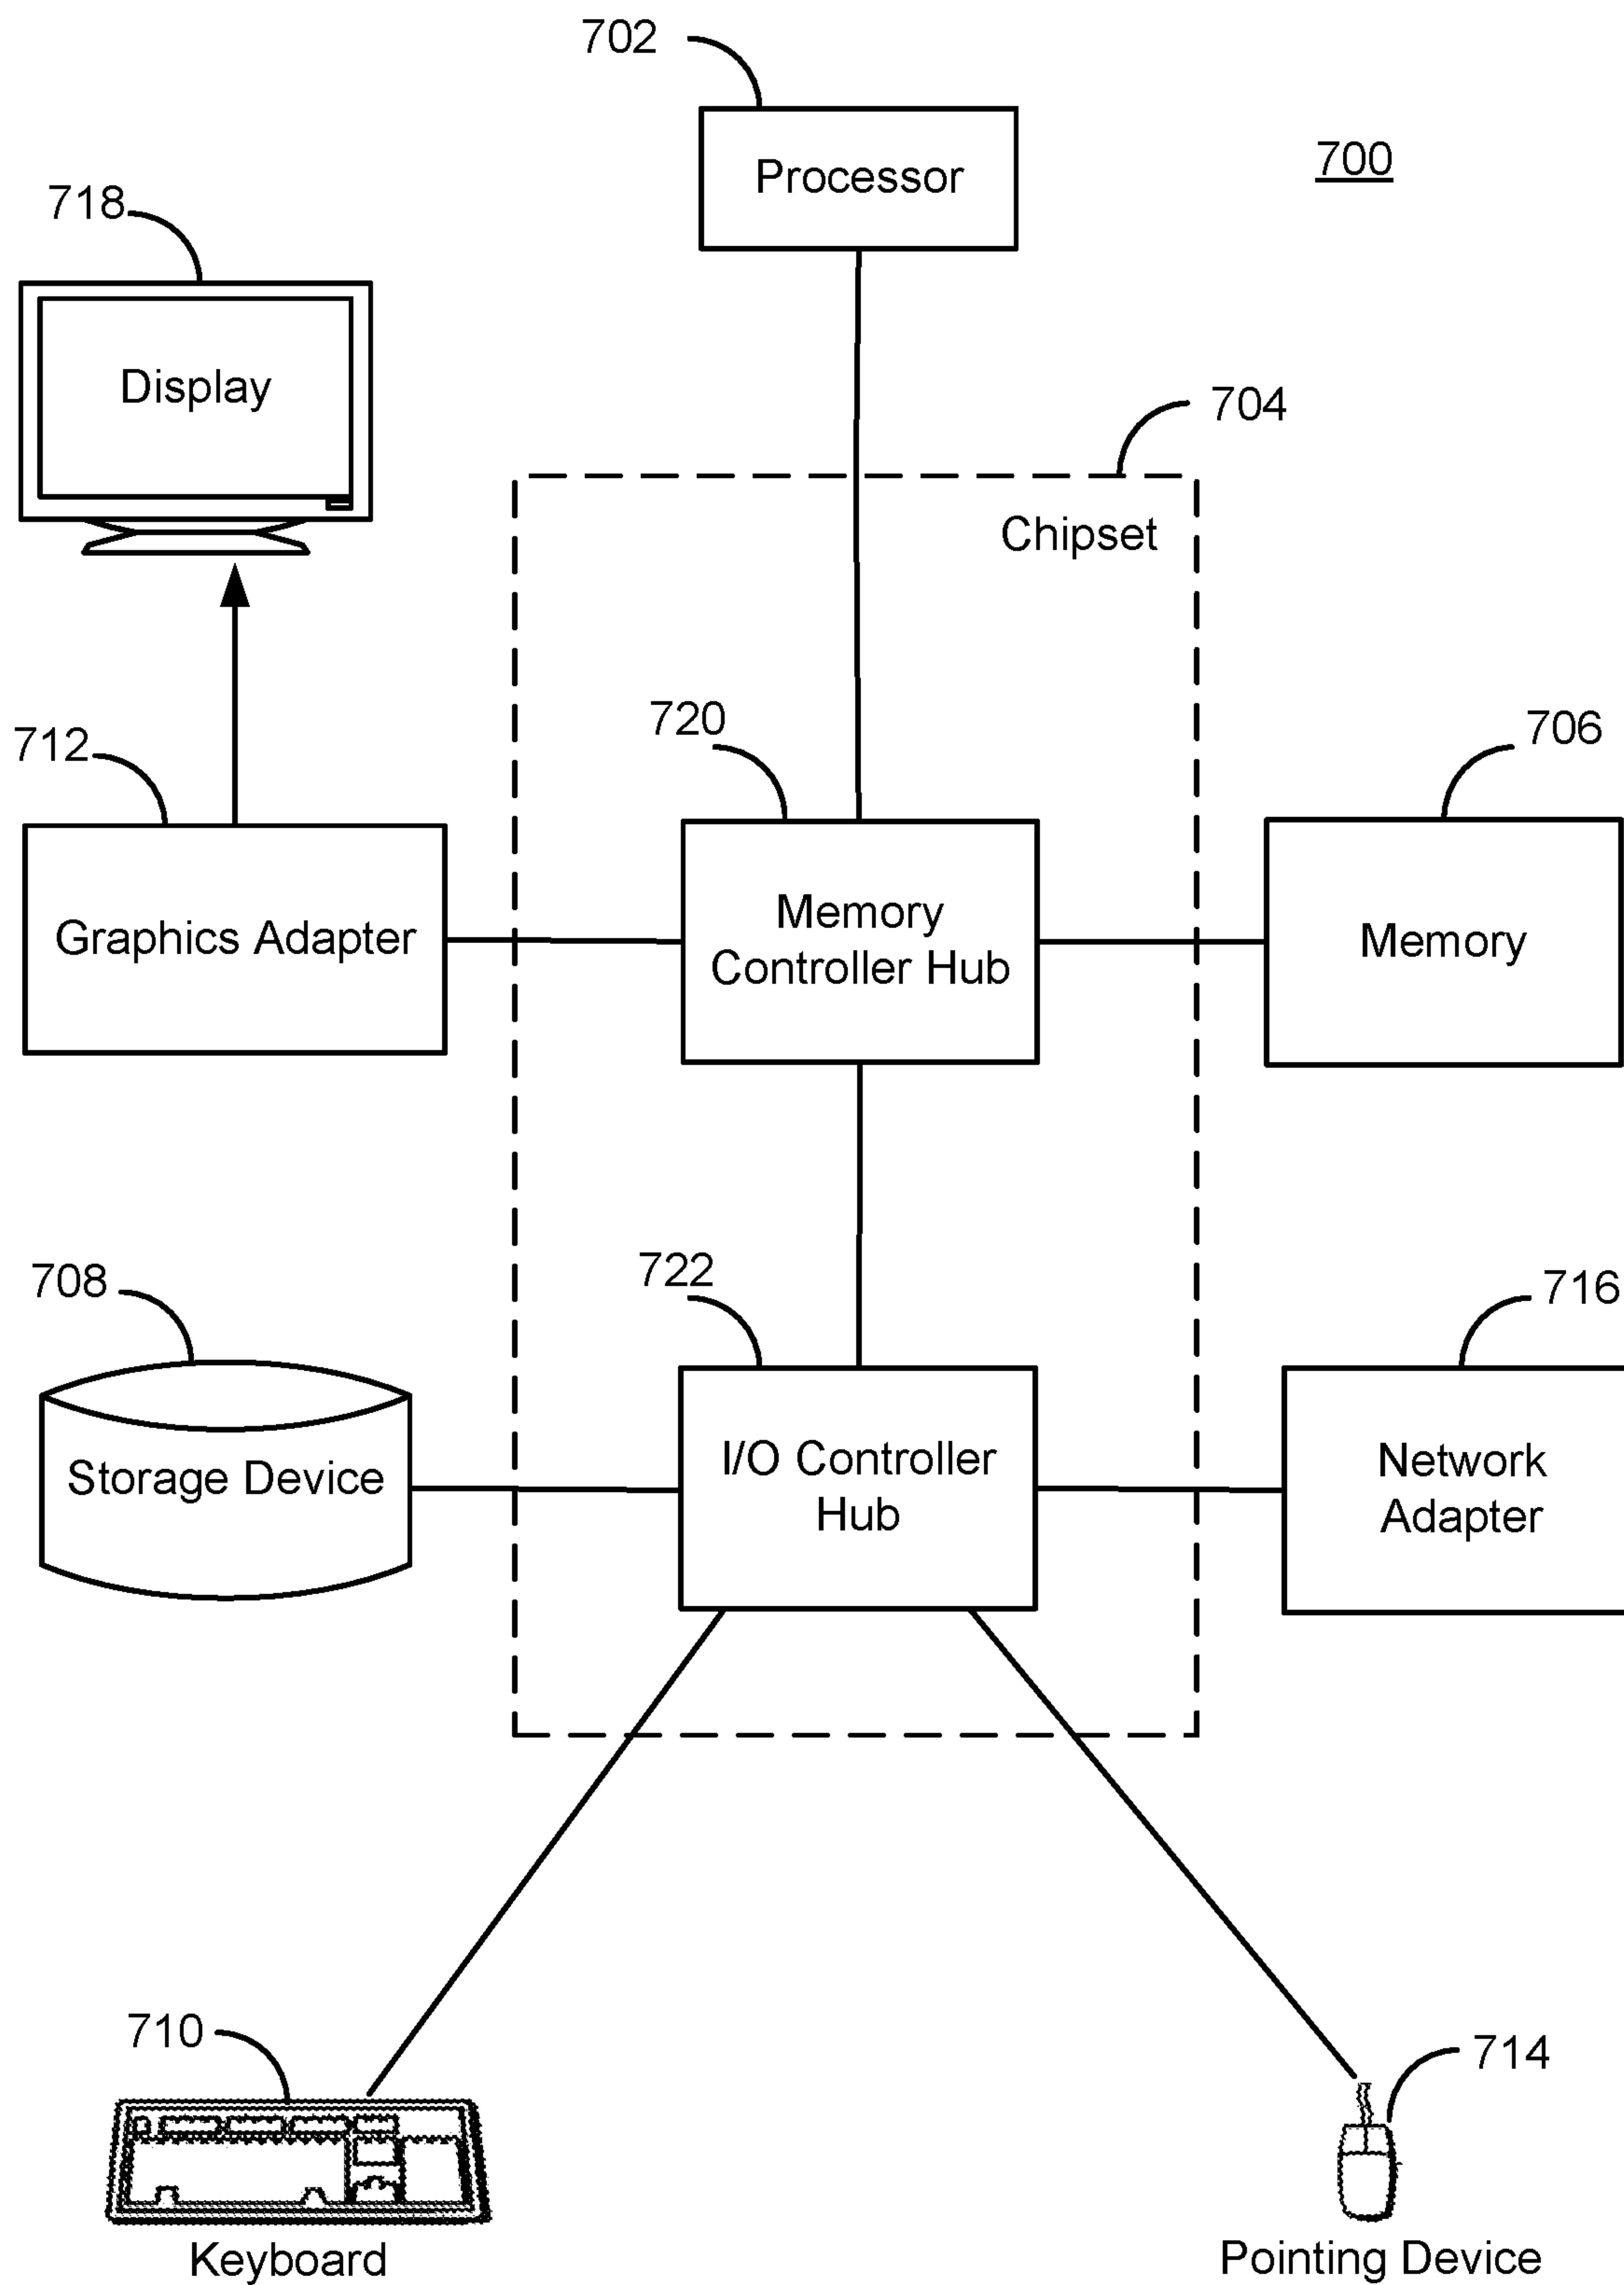 702
Processor
700
718
Display
704
Chipset
712
Graphics Adapter
720
Memory
Controller Hub
706
Memory
708
Storage Device
722
I/O Controller
Hub
716
Network
Adapter
710
Keyboard
714
Pointing Device